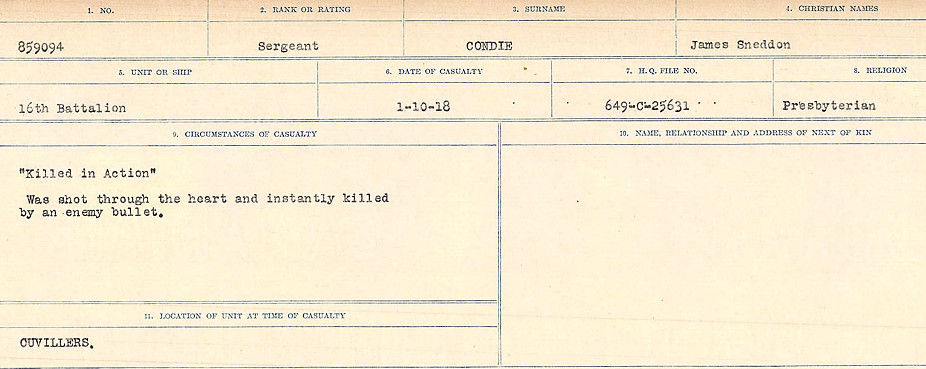 1. NO. 2. RANK OR RATING 3. SURNAME 4. CHRISTIAN NAMES
859094 Sergeant CONDIE James Sneddon
5. UNIT OR SHIP 6. DATE OF CASUALTY 7. H. Q. FILE NO. 8. RELIGION
16th Battalion 1-10-18 649-C-25631 Presbyterian
9. CIRCUMSTANCES OF CASUALTY 10. NAME, RELATIONSHIP AND ADDRESS OF NEXT OF KIN
"Killed in Action"
Was shot through the heart and instantly killed
by an enemy bullet.
11. LOCATION OF UNIT AT TIME OF CASUALTY
CUVILLERS.